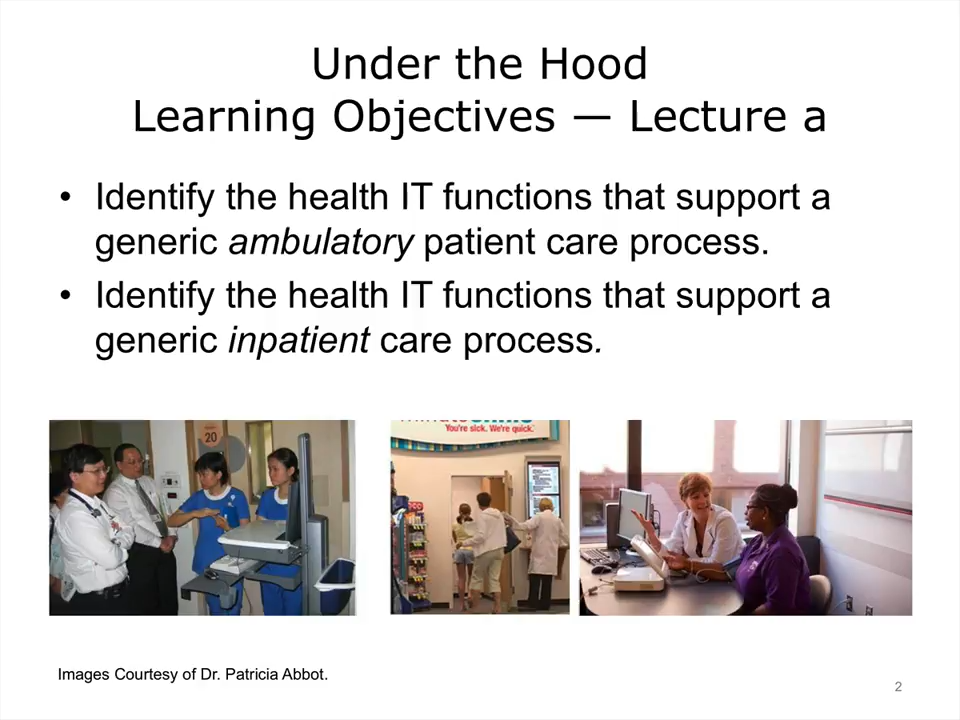 Under the Hood
Learning Objectives — Lecture a
• Identify the health IT functions that support a
generic ambulatory patient care process.
• Identify the health IT functions that support a
generic inpatient care process.
20
You're sick. We're quick.
Images Courtesy of Dr. Patricia Abbot.
2